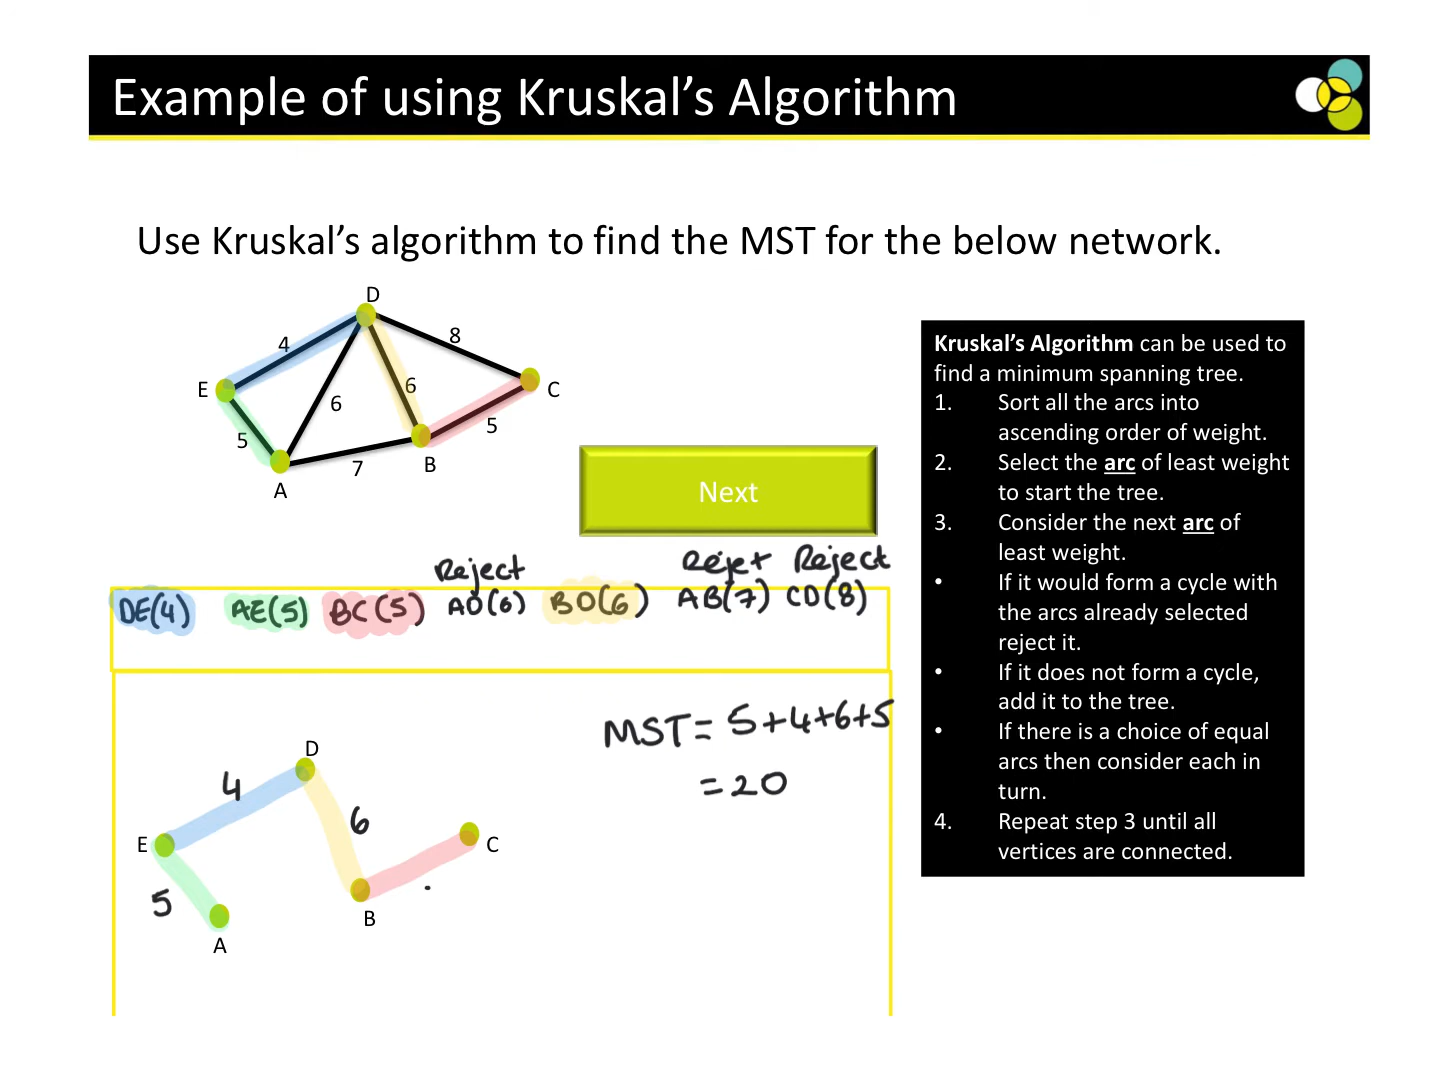 Example of using Kruskal’s Algorithm
Use Kruskal’s algorithm to find the MST for the below network.
D
4
8
E
6
6
C
5
5
7
B
A
Next
Kruskal’s Algorithm can be used to
find a minimum spanning tree.
1. Sort all the arcs into
ascending order of weight.
2. Select the arc of least weight
to start the tree.
3. Consider the next arc of
least weight.
• If it would form a cycle with
the arcs already selected
reject it.
• If it does not form a cycle,
add it to the tree.
• If there is a choice of equal
arcs then consider each in
turn.
4. Repeat step 3 until all
vertices are connected.
Reject Rejet Reject
DE(4) AE(5) BC(5) AD(6) BD(6) AB(7) CD(8)
MST = 5+4+6+5
= 20
D
4
6
E
C
5
B
A